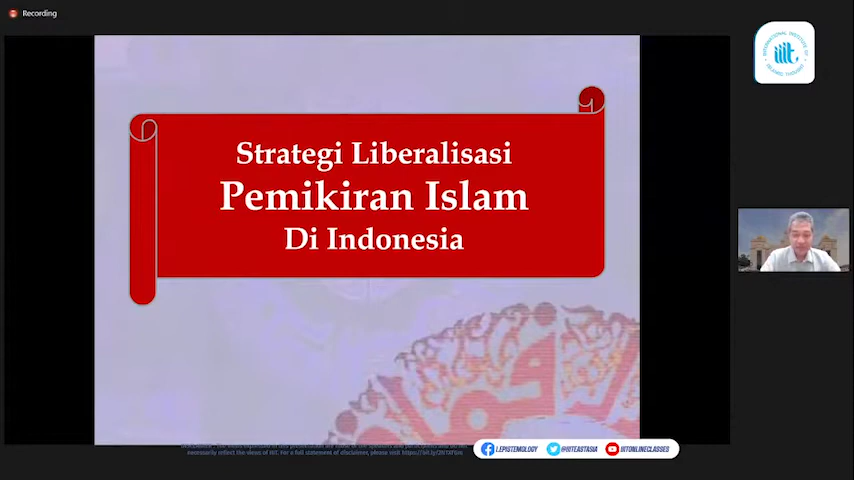 Recording
INTERNATIONAL INSTITUTE OF
iiit
ISLAMIC THOUGHT
Strategi Liberalisasi
Pemikiran Islam
Di Indonesia
necessarily reflect the views of IIIT. For a full statement of disclaimer, please visit
I.EPISTEMOLOGY
@IIITEASTASIA
IIITONLINECLASSES